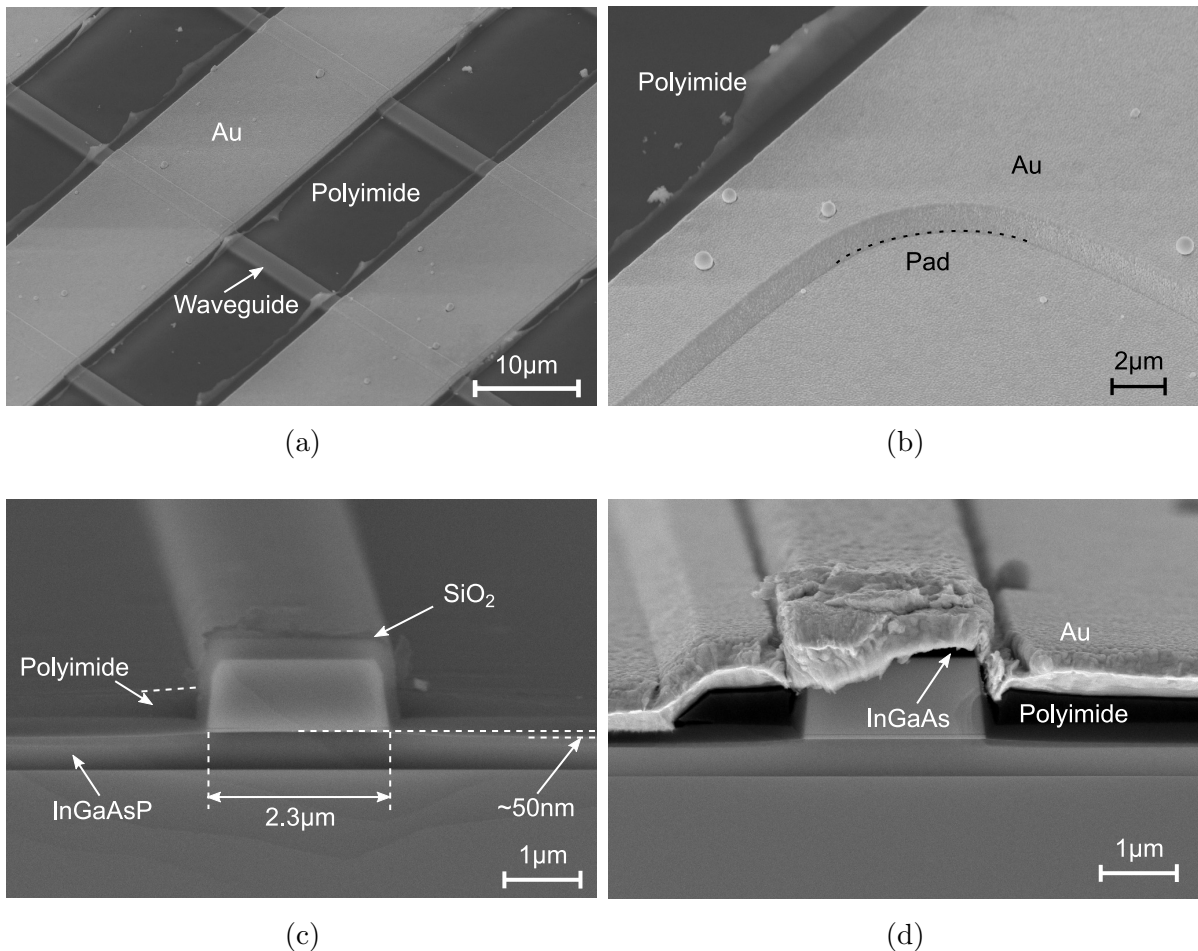 Au
Polyimide
Waveguide
10μm
(a)
Polyimide
Au
Pad
2μm
(b)
SiO₂
Polyimide
InGaAsP
2.3μm
~50nm
1μm
(c)
Au
InGaAs
Polyimide
1μm
(d)